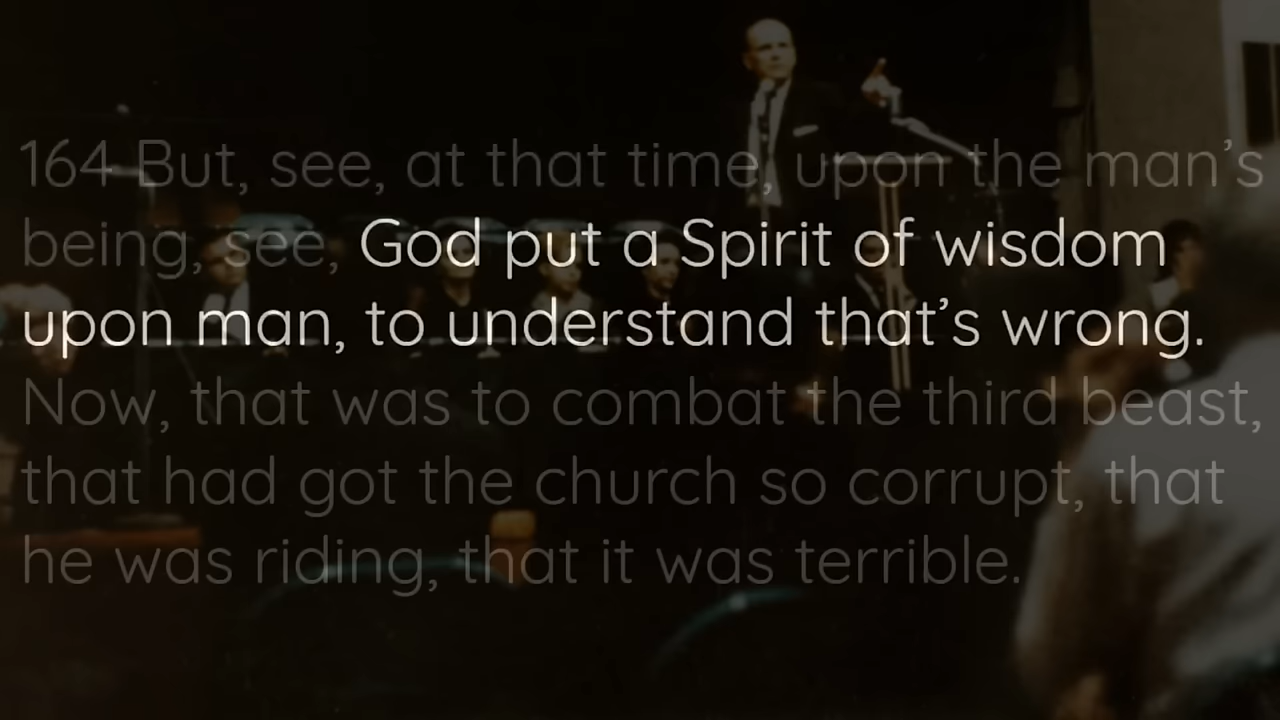 164 But, see, at that time, upon the man’s
being, see, God put a Spirit of wisdom
upon man, to understand that’s wrong.
Now, that was to combat the third beast,
that had got the church so corrupt, that
he was riding, that it was terrible.